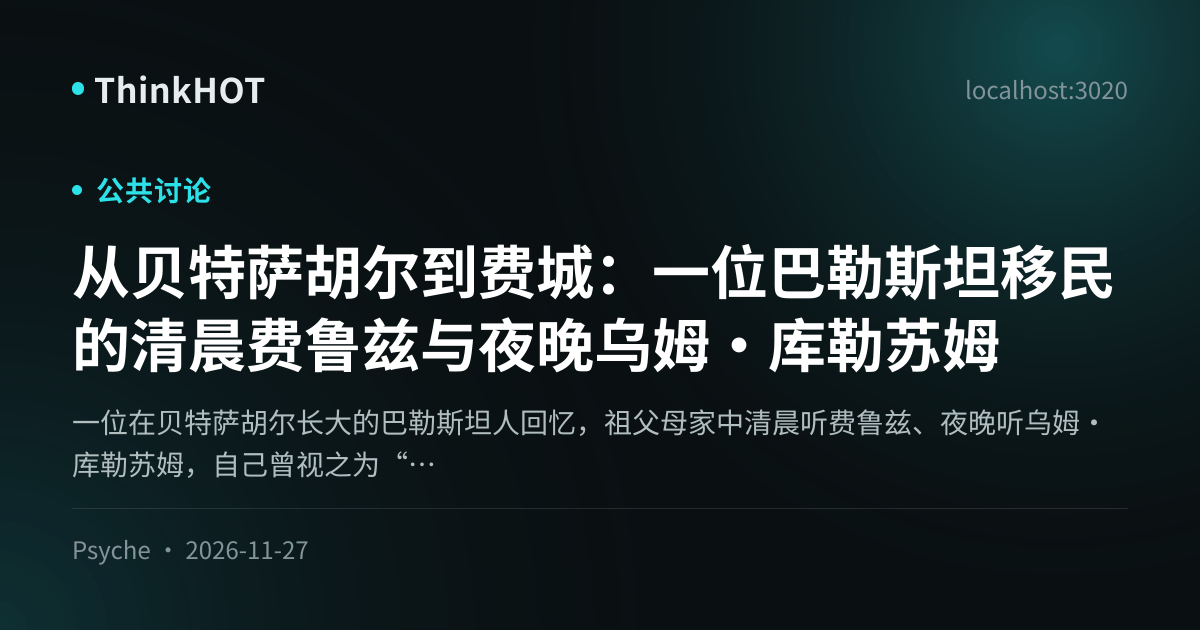 ThinkHOT
localhost:3020
公共讨论
从贝特萨胡尔到费城：一位巴勒斯坦移民
的清晨费鲁兹与夜晚乌姆·库勒苏姆
一位在贝特萨胡尔长大的巴勒斯坦人回忆，祖父母家中清晨听费鲁兹、夜晚听乌姆·
库勒苏姆，自己曾视之为“…
Psyche · 2026-11-27